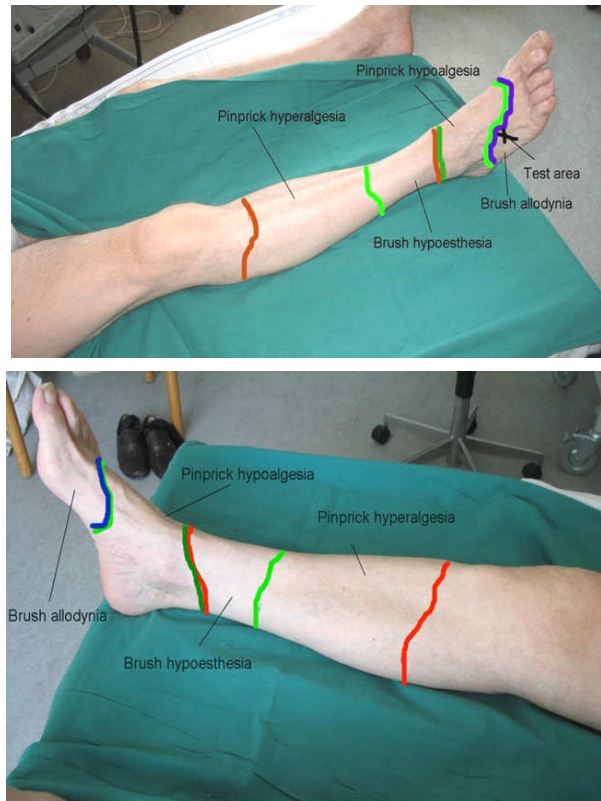 Pinprick hypoalgesia
Pinprick hyperalgesia
Test area
Brush allodynia
Brush hypoesthesia
Pinprick hypoalgesia
Pinprick hyperalgesia
Brush allodynia
Brush hypoesthesia